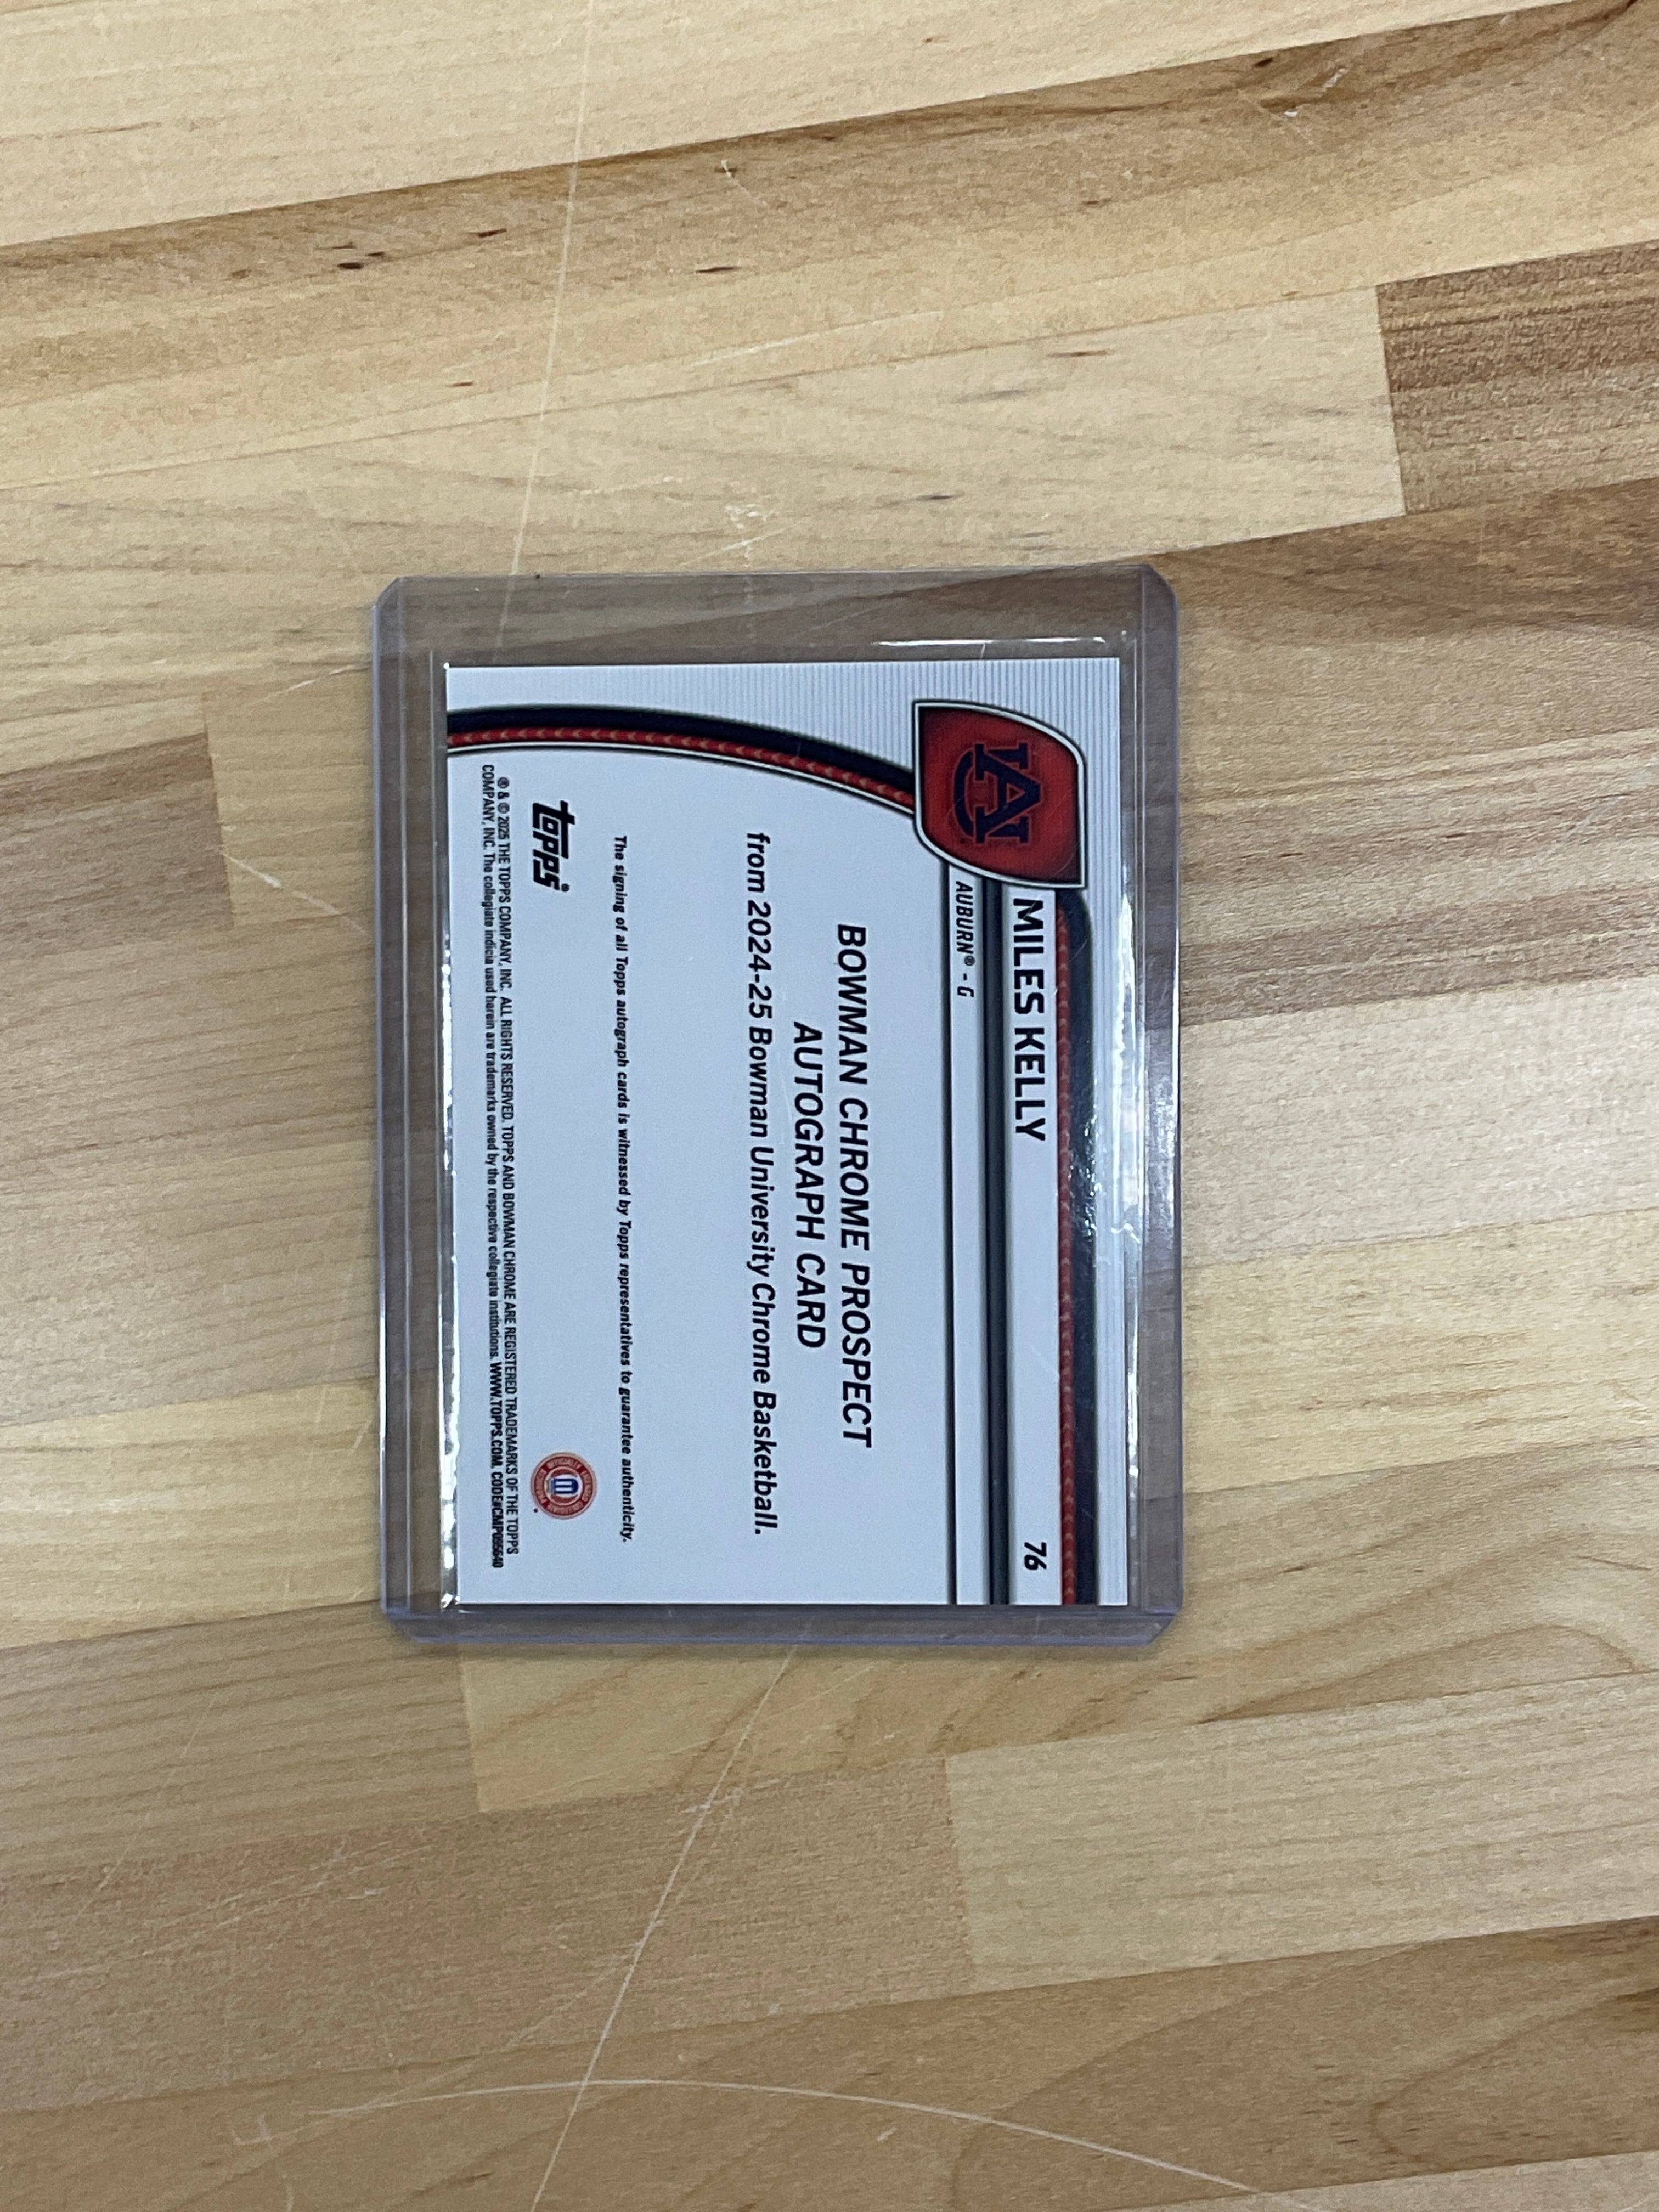 MILES KELLY 76
AUBURN® - G
BOWMAN CHROME PROSPECT
AUTOGRAPH CARD
from 2024-25 Bowman University Chrome Basketball.
The signing of all Topps autograph cards is witnessed by Topps representatives to guarantee authenticity.
topps
® & © 2025 THE TOPPS COMPANY, INC. ALL RIGHTS RESERVED. TOPPS AND BOWMAN CHROME ARE REGISTERED TRADEMARKS OF THE TOPPS
COMPANY, INC. The collegiate indicia used herein are trademarks owned by the respective collegiate institutions. WWW.TOPPS.COM. CODE#CMP095640